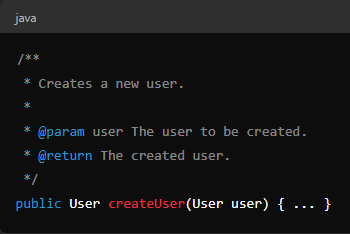 java
/**
 * Creates a new user.
 *
 * @param user The user to be created.
 * @return The created user.
 */
public User createUser(User user) { ... }